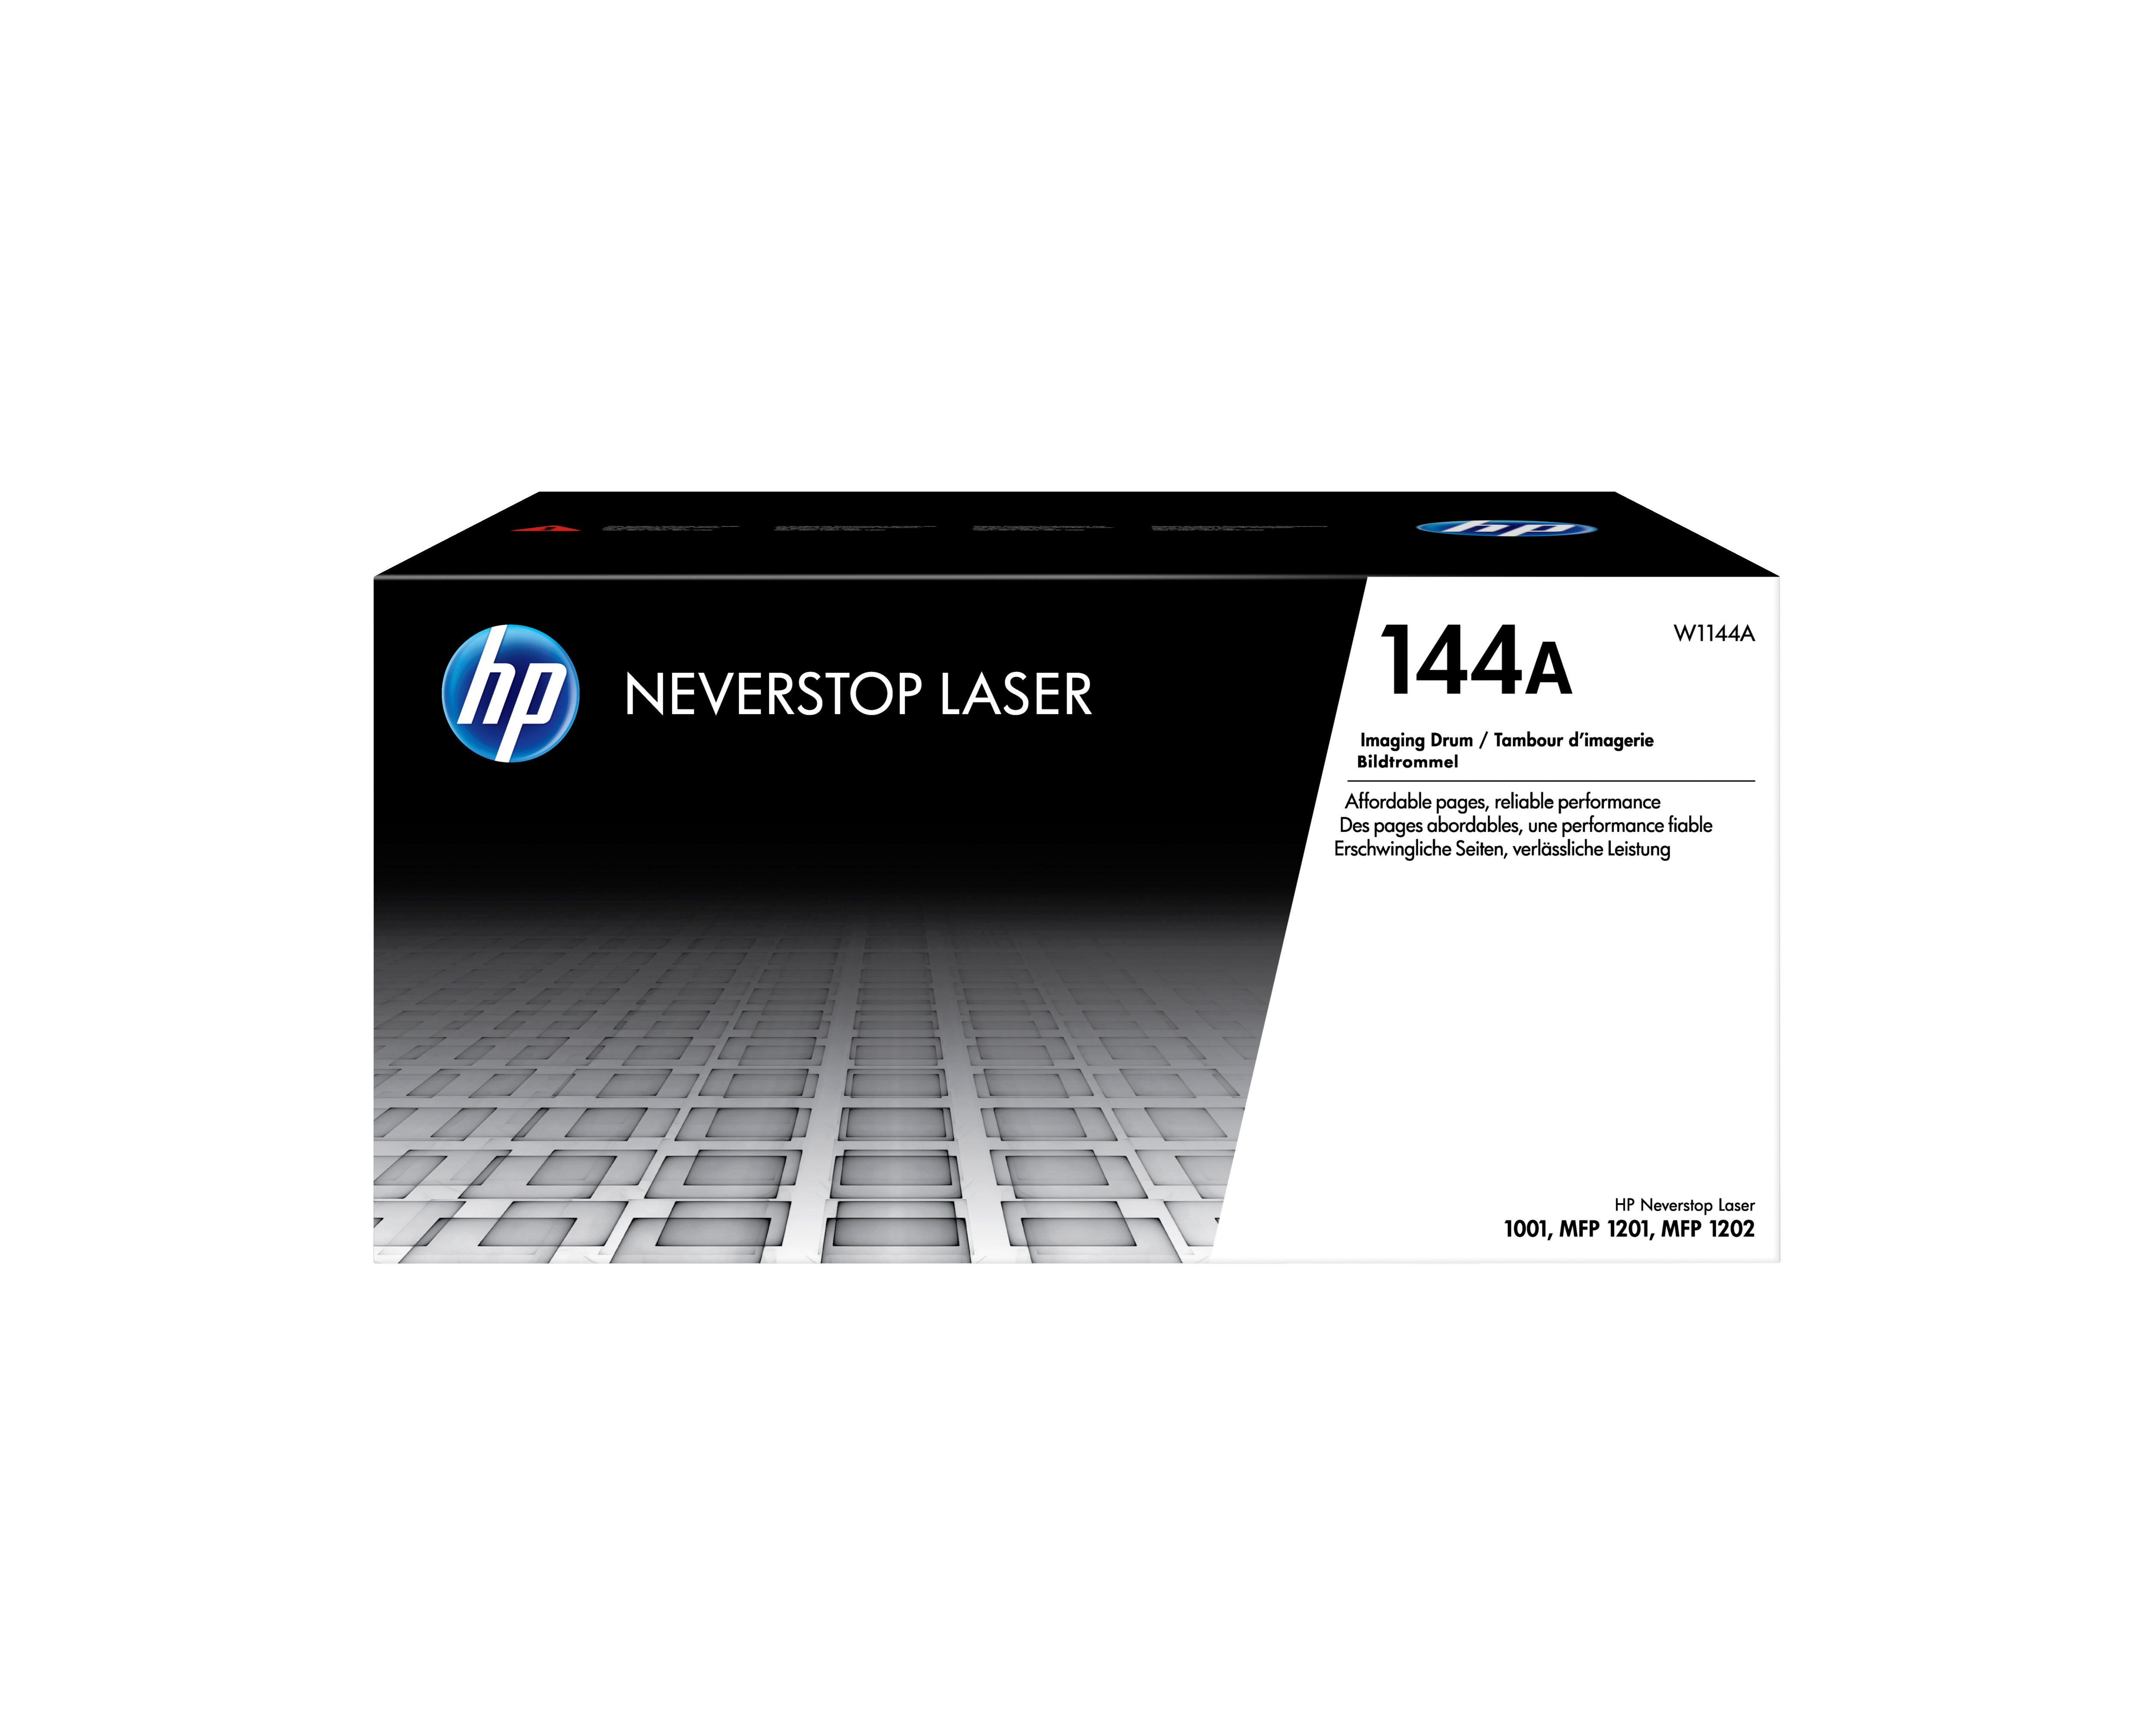 hp
hp
NEVERSTOP LASER
144A
W1144A
Imaging Drum / Tambour d'imagerie
Bildtrommel
Affordable pages, reliable performance
Des pages abordables, une performance fiable
Erschwingliche Seiten, verlässliche Leistung
HP Neverstop Laser
1001, MFP 1201, MFP 1202